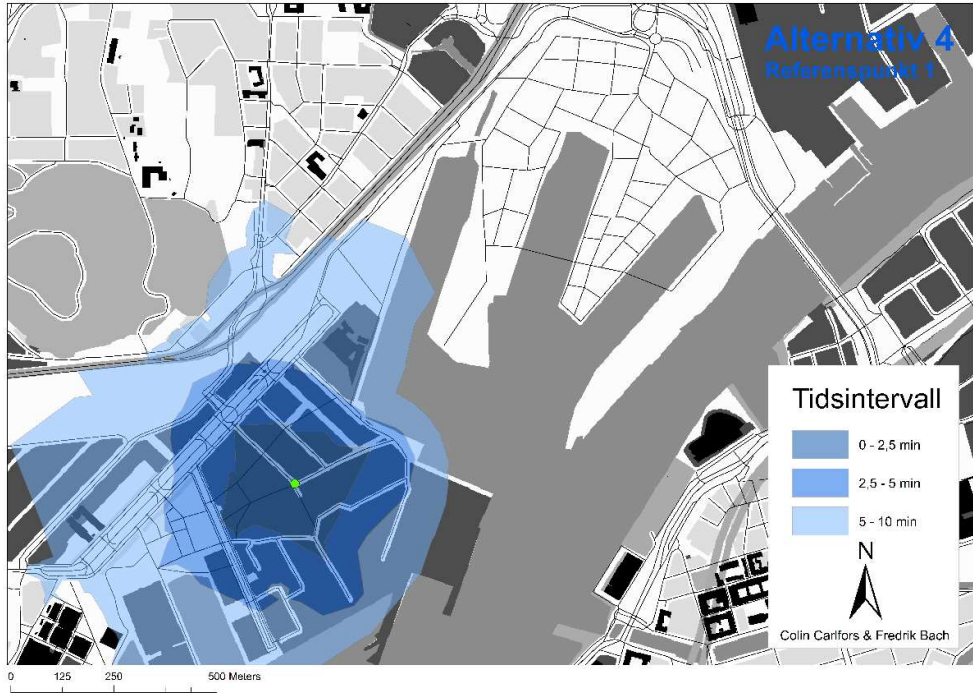 Alternativ 4
Referenspunkt 1
Tidsintervall
0 - 2,5 min
2,5 - 5 min
5 - 10 min
N
Colin Carlfors & Fredrik Bach
0 125 250 500 Meters